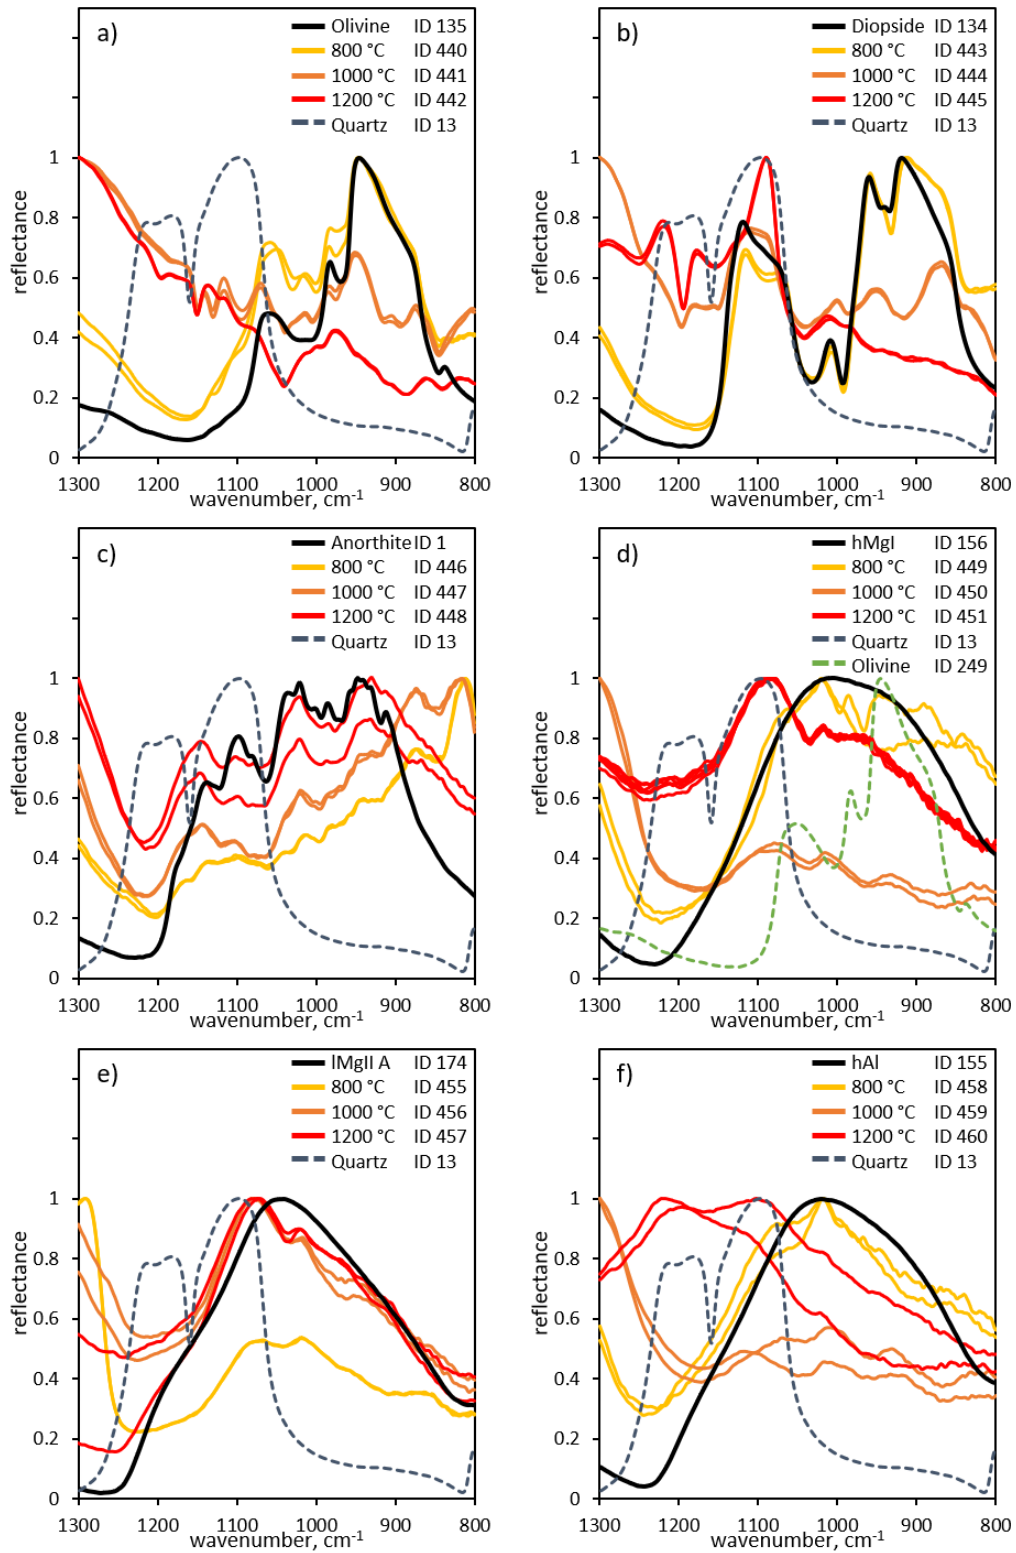 a)
Olivine ID 135
800 °C ID 440
1000 °C ID 441
1200 °C ID 442
Quartz ID 13
1
0.8
0.6
0.4
0.2
0
reflectance
1300 1200 1100 1000 900 800
wavenumber, cm-1
b)
Diopside ID 134
800 °C ID 443
1000 °C ID 444
1200 °C ID 445
Quartz ID 13
1
0.8
0.6
0.4
0.2
0
reflectance
1300 1200 1100 1000 900 800
wavenumber, cm-1
c)
Anorthite ID 1
800 °C ID 446
1000 °C ID 447
1200 °C ID 448
Quartz ID 13
1
0.8
0.6
0.4
0.2
0
reflectance
1300 1200 1100 1000 900 800
wavenumber, cm-1
d)
hMgI ID 156
800 °C ID 449
1000 °C ID 450
1200 °C ID 451
Quartz ID 13
Olivine ID 249
1
0.8
0.6
0.4
0.2
0
reflectance
1300 1200 1100 1000 900 800
wavenumber, cm-1
e)
lMgII A ID 174
800 °C ID 455
1000 °C ID 456
1200 °C ID 457
Quartz ID 13
1
0.8
0.6
0.4
0.2
0
reflectance
1300 1200 1100 1000 900 800
wavenumber, cm-1
f)
hAl ID 155
800 °C ID 458
1000 °C ID 459
1200 °C ID 460
Quartz ID 13
1
0.8
0.6
0.4
0.2
0
reflectance
1300 1200 1100 1000 900 800
wavenumber, cm-1